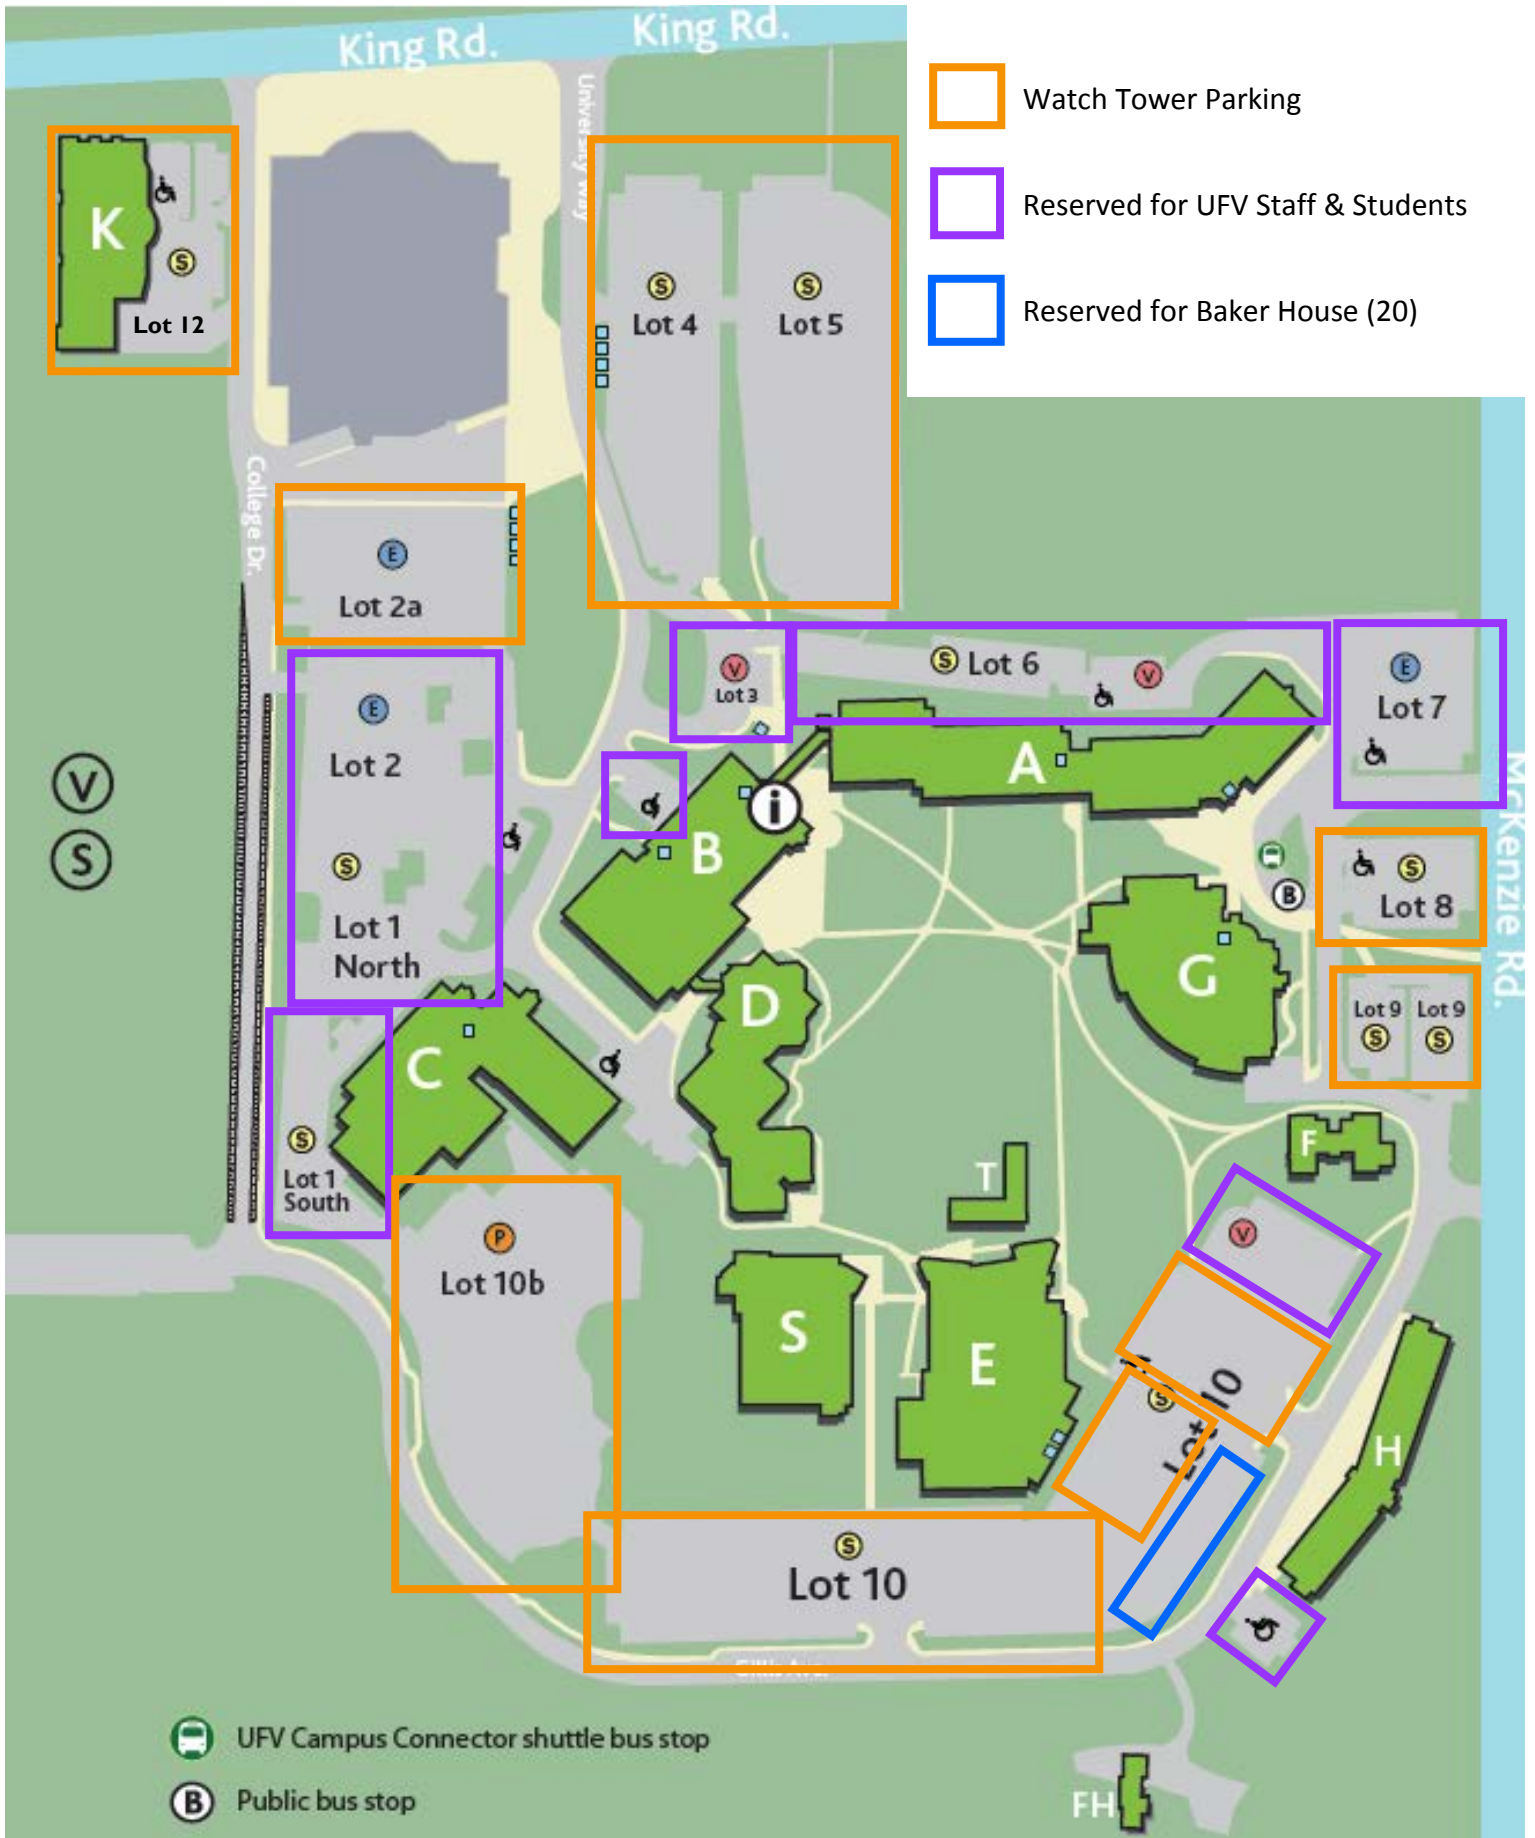 King Rd.
King Rd.
University Way
Watch Tower Parking
Reserved for UFV Staff & Students
Reserved for Baker House (20)
K
S
Lot 12
S
Lot 4
S
Lot 5
College Dr.
E
Lot 2a
V
Lot 3
S
Lot 6
V
E
Lot 7
E
Lot 2
V
S
i
A
B
McKenzie Rd.
S
Lot 8
B
S
Lot 1
North
D
G
Lot 9
Lot 9
S
S
C
S
Lot 1
South
F
T
V
P
Lot 10b
S
E
S
Lot 10
H
S
Lot 10
UFV Campus Connector shuttle bus stop
B
Public bus stop
FH